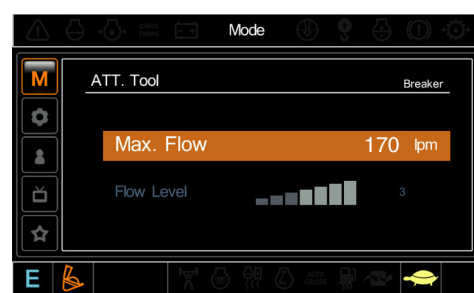 CHECK ENGINE
Mode
M
ATT. Tool
Breaker
Max. Flow 170 lpm
Flow Level 3
E
AUTO CRUISE